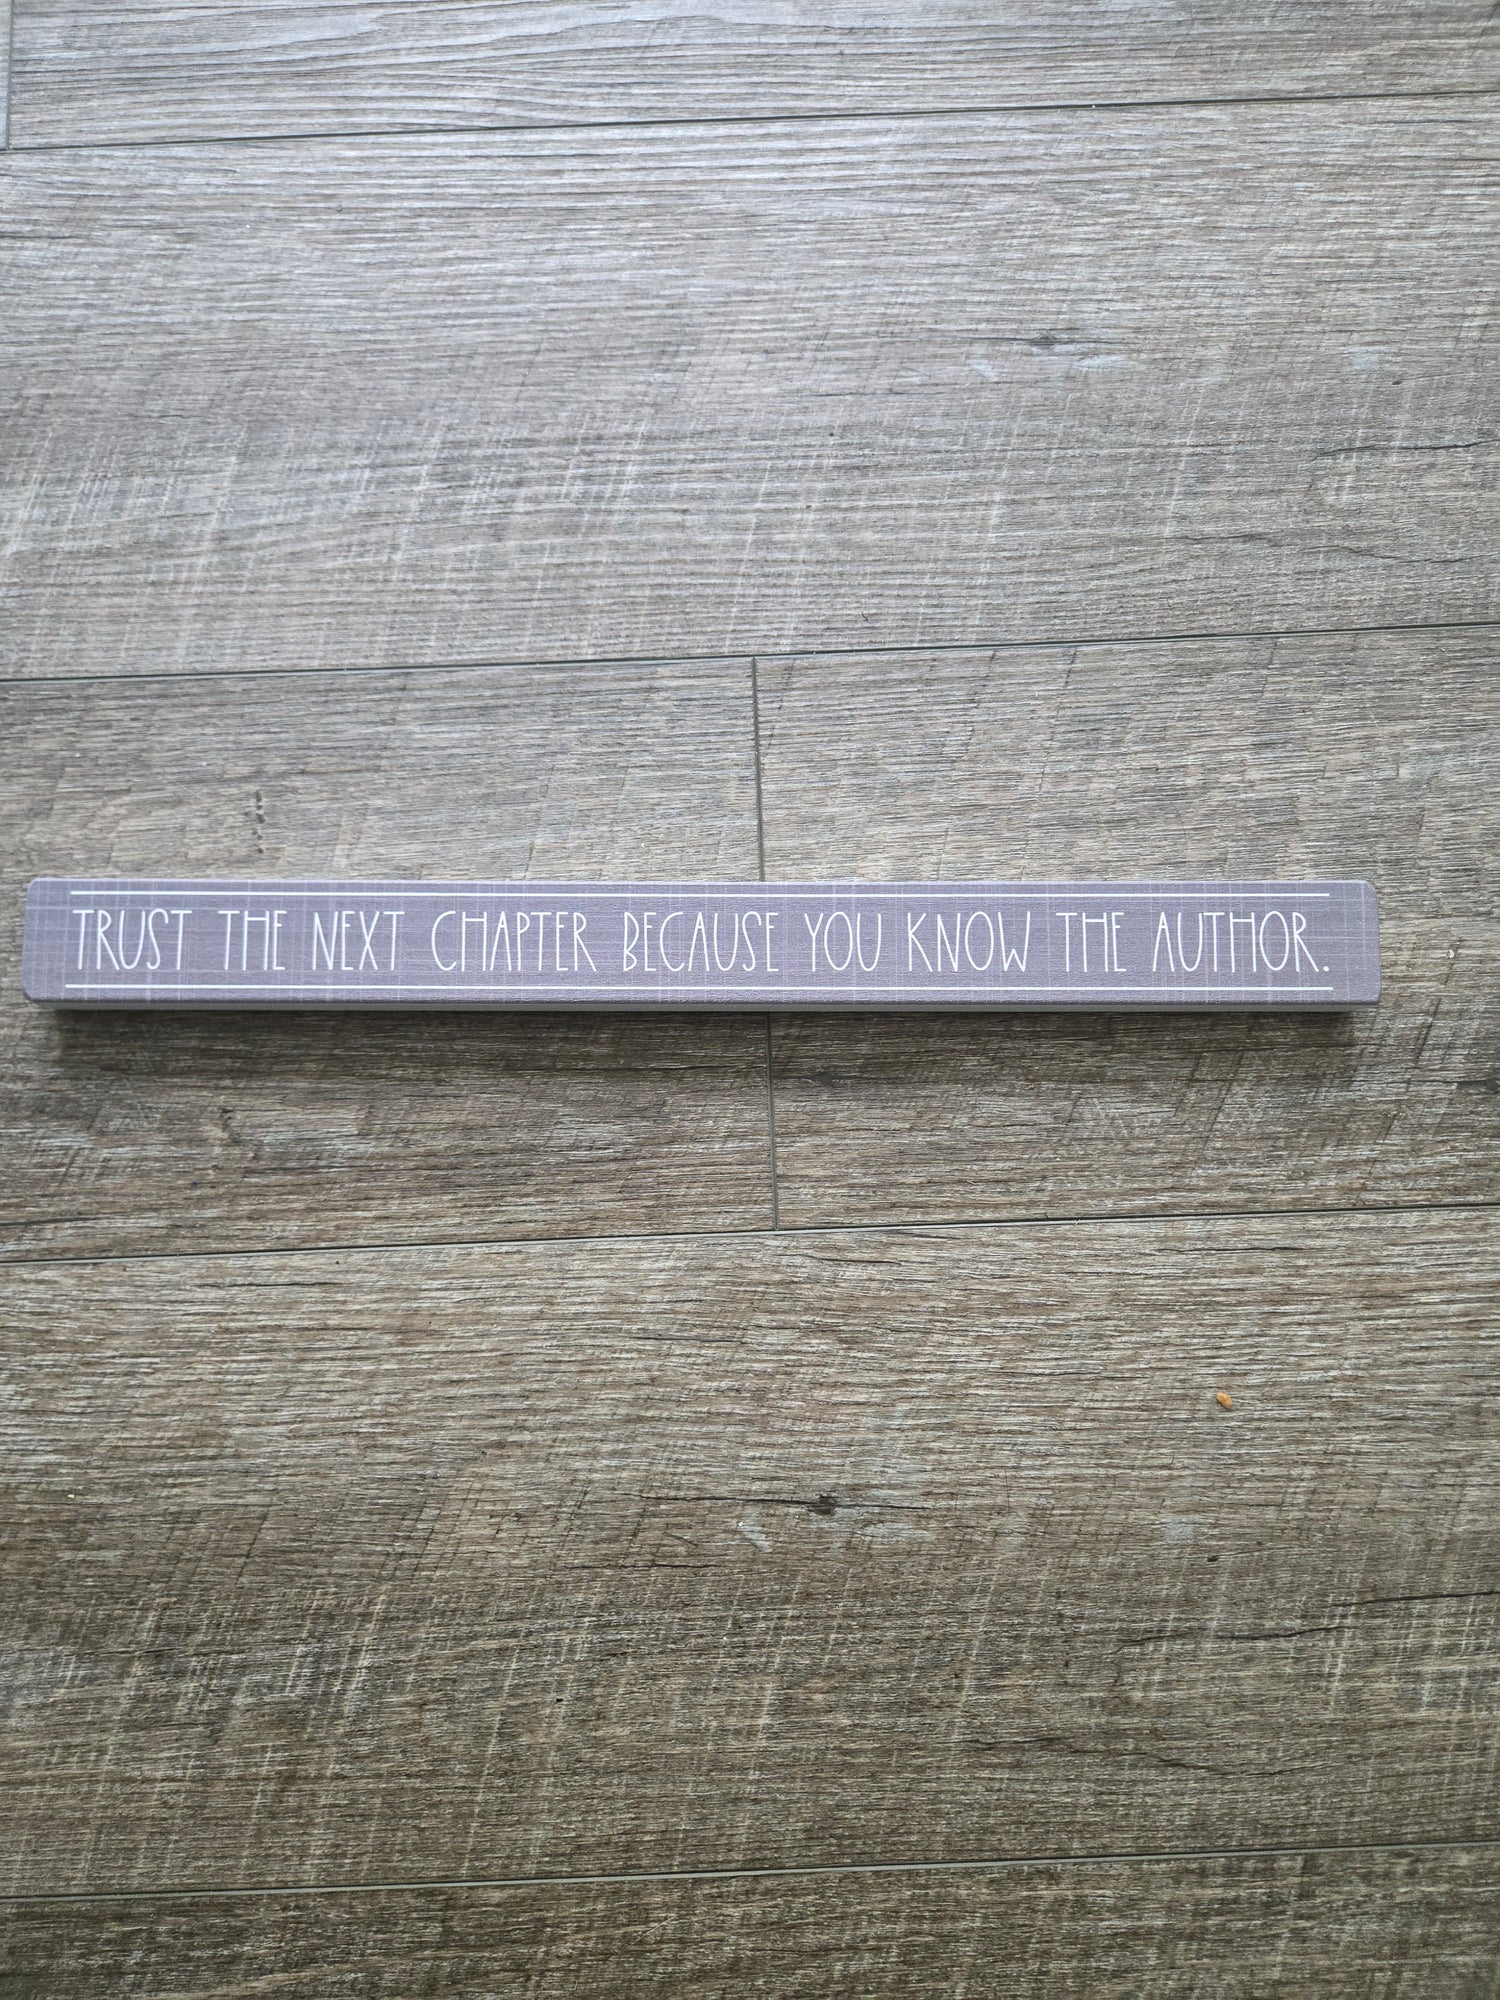 TRUST THE NEXT CHAPTER BECAUSE YOU KNOW THE AUTHOR.